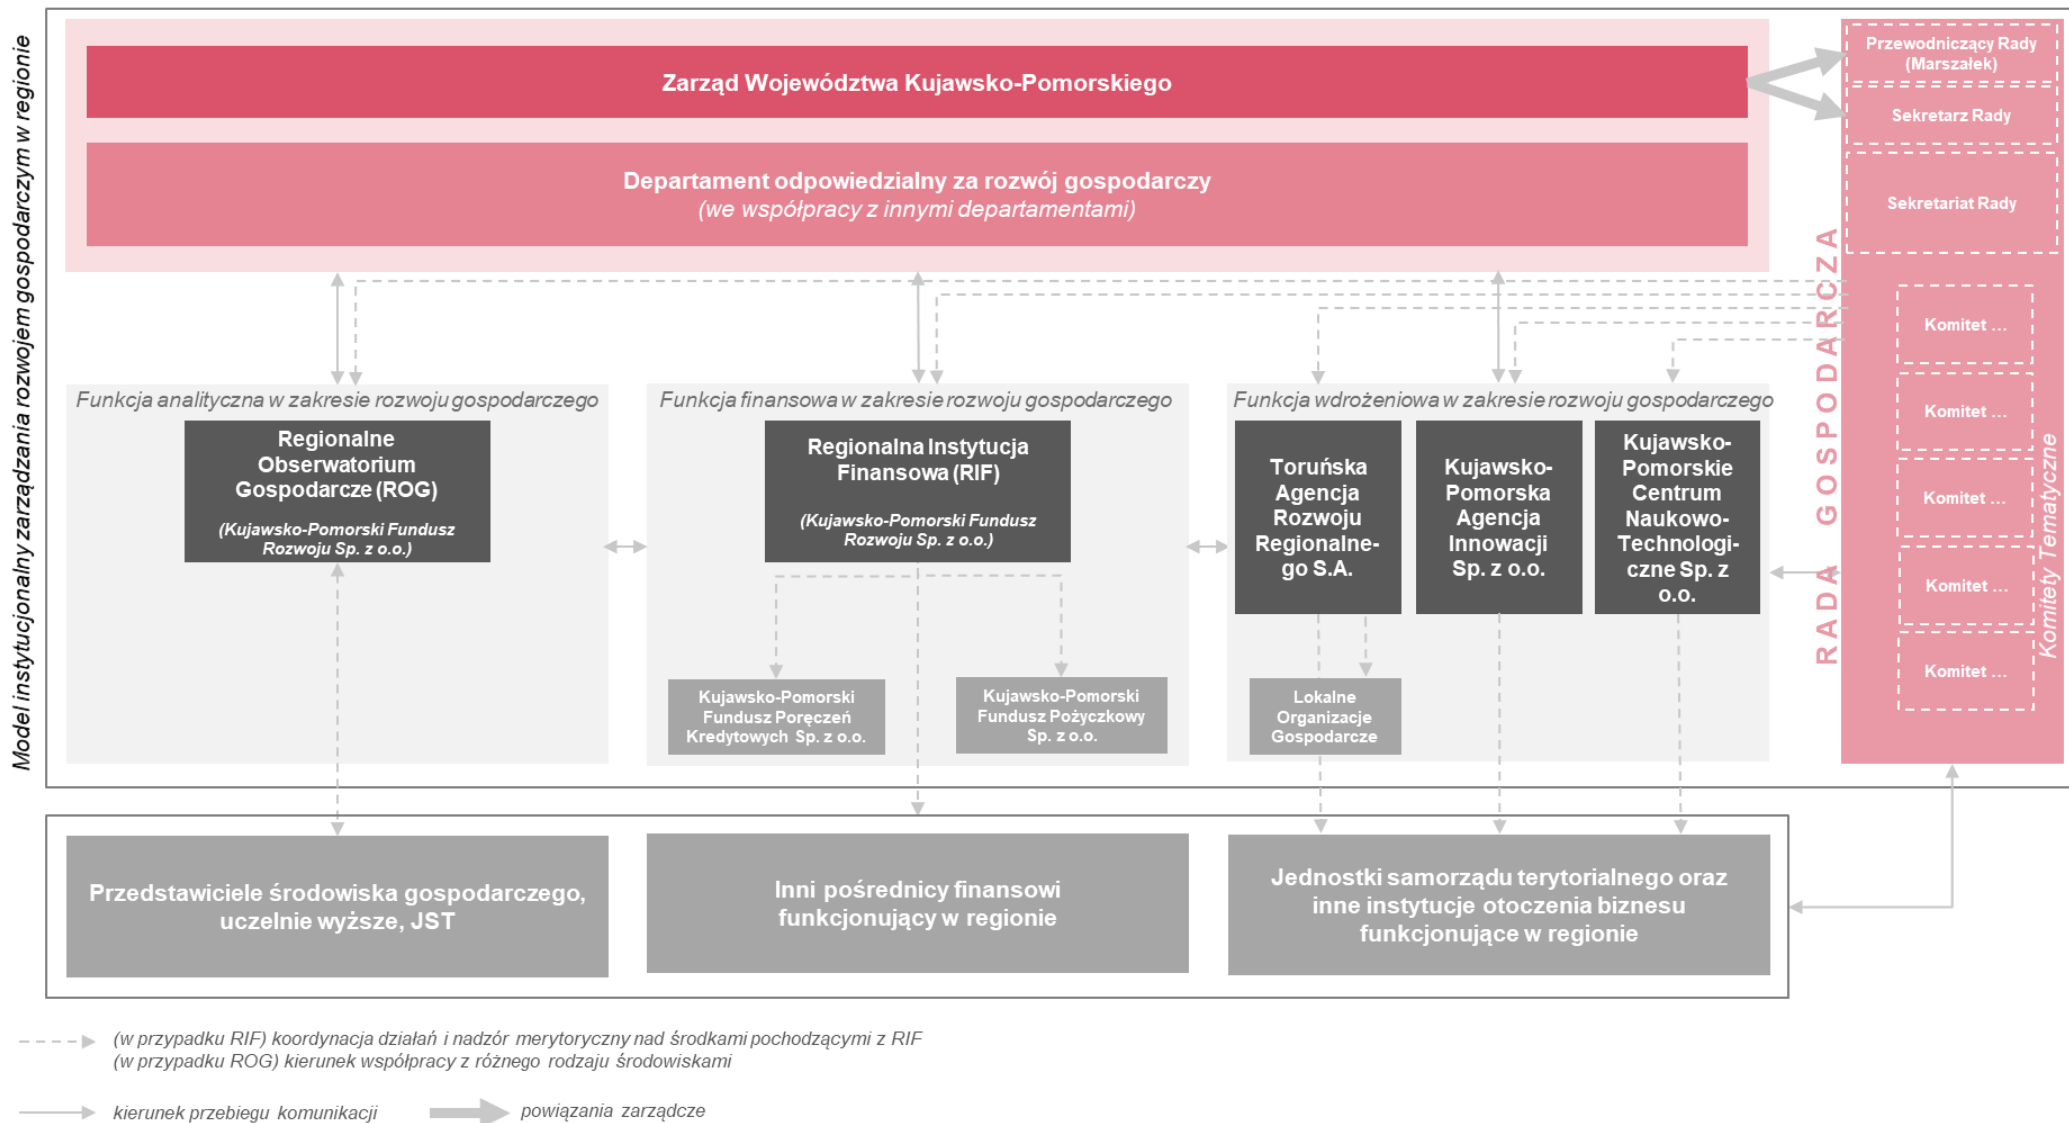 Model instytucjonalny zarządzania rozwojem gospodarczym w regionie
Zarząd Województwa Kujawsko-Pomorskiego
Departament odpowiedzialny za rozwój gospodarczy
(we współpracy z innymi departamentami)
Przewodniczący Rady
(Marszałek)
Sekretarz Rady
Sekretariat Rady
RADA GOSPODARCZA
Komitet ...
Komitet ...
Komitet ...
Komitet ...
Komitet ...
Komitety Tematyczne
Funkcja analityczna w zakresie rozwoju gospodarczego
Regionalne
Obserwatorium
Gospodarcze (ROG)
(Kujawsko-Pomorski Fundusz
Rozwoju Sp. z o.o.)
Funkcja finansowa w zakresie rozwoju gospodarczego
Regionalna Instytucja
Finansowa (RIF)
(Kujawsko-Pomorski Fundusz
Rozwoju Sp. z o.o.)
Kujawsko-Pomorski
Fundusz Poręczeń
Kredytowych Sp. z o.o.
Kujawsko-Pomorski
Fundusz Pożyczkowy
Sp. z o.o.
Funkcja wdrożeniowa w zakresie rozwoju gospodarczego
Toruńska
Agencja
Rozwoju
Regionalne-
go S.A.
Kujawsko-
Pomorska
Agencja
Innowacji
Sp. z o.o.
Kujawsko-
Pomorskie
Centrum
Naukowo-
Technologi-
czne Sp. z
o.o.
Lokalne
Organizacje
Gospodarcze
Przedstawiciele środowiska gospodarczego,
uczelnie wyższe, JST
Inni pośrednicy finansowi
funkcjonujący w regionie
Jednostki samorządu terytorialnego oraz
inne instytucje otoczenia biznesu
funkcjonujące w regionie
(w przypadku RIF) koordynacja działań i nadzór merytoryczny nad środkami pochodzącymi z RIF
(w przypadku ROG) kierunek współpracy z różnego rodzaju środowiskami
kierunek przebiegu komunikacji
powiązania zarządcze